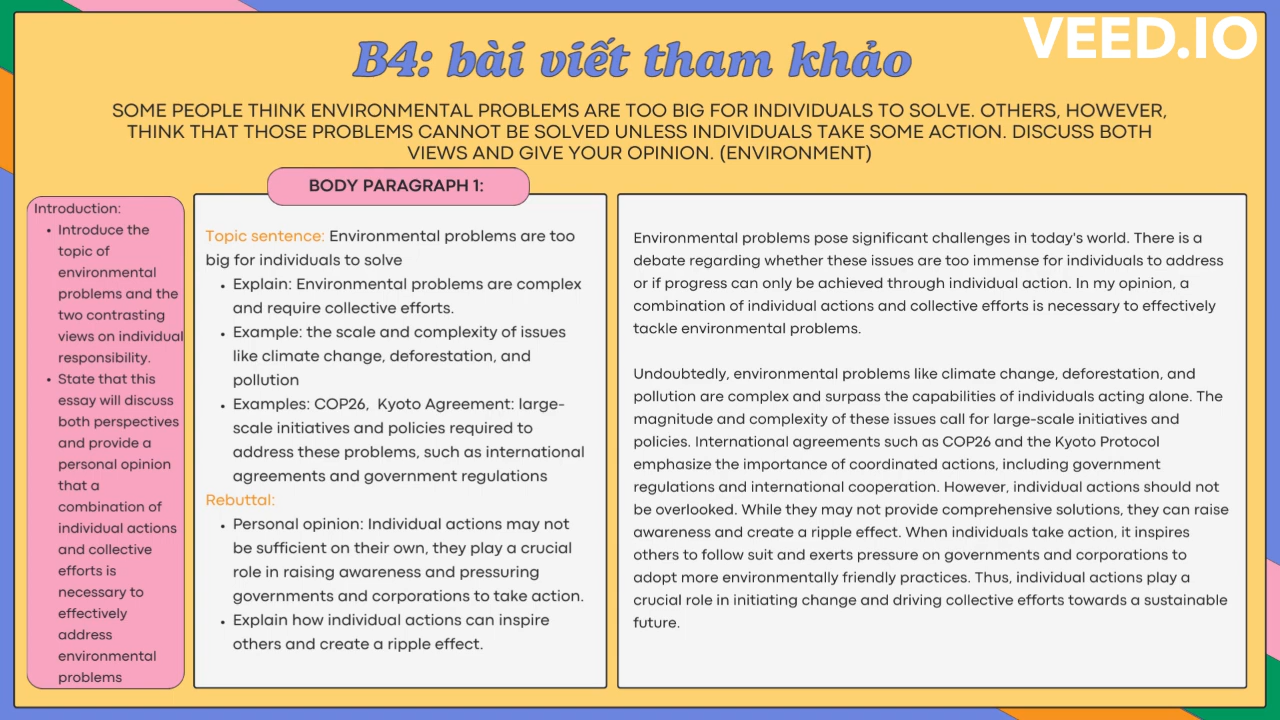 VEED.IO
B4: bài viết tham khảo
SOME PEOPLE THINK ENVIRONMENTAL PROBLEMS ARE TOO BIG FOR INDIVIDUALS TO SOLVE. OTHERS, HOWEVER,
THINK THAT THOSE PROBLEMS CANNOT BE SOLVED UNLESS INDIVIDUALS TAKE SOME ACTION. DISCUSS BOTH
VIEWS AND GIVE YOUR OPINION. (ENVIRONMENT)
Introduction:
• Introduce the
topic of
environmental
problems and the
two contrasting
views on individual
responsibility.
• State that this
essay will discuss
both perspectives
and provide a
personal opinion
that a
combination of
individual actions
and collective
efforts is
necessary to
effectively
address
environmental
problems
BODY PARAGRAPH 1:
Topic sentence: Environmental problems are too
big for individuals to solve
• Explain: Environmental problems are complex
and require collective efforts.
• Example: the scale and complexity of issues
like climate change, deforestation, and
pollution
• Examples: COP26, Kyoto Agreement: large-
scale initiatives and policies required to
address these problems, such as international
agreements and government regulations
Rebuttal:
• Personal opinion: Individual actions may not
be sufficient on their own, they play a crucial
role in raising awareness and pressuring
governments and corporations to take action.
• Explain how individual actions can inspire
others and create a ripple effect.
Environmental problems pose significant challenges in today's world. There is a
debate regarding whether these issues are too immense for individuals to address
or if progress can only be achieved through individual action. In my opinion, a
combination of individual actions and collective efforts is necessary to effectively
tackle environmental problems.
Undoubtedly, environmental problems like climate change, deforestation, and
pollution are complex and surpass the capabilities of individuals acting alone. The
magnitude and complexity of these issues call for large-scale initiatives and
policies. International agreements such as COP26 and the Kyoto Protocol
emphasize the importance of coordinated actions, including government
regulations and international cooperation. However, individual actions should not
be overlooked. While they may not provide comprehensive solutions, they can raise
awareness and create a ripple effect. When individuals take action, it inspires
others to follow suit and exerts pressure on governments and corporations to
adopt more environmentally friendly practices. Thus, individual actions play a
crucial role in initiating change and driving collective efforts towards a sustainable
future.